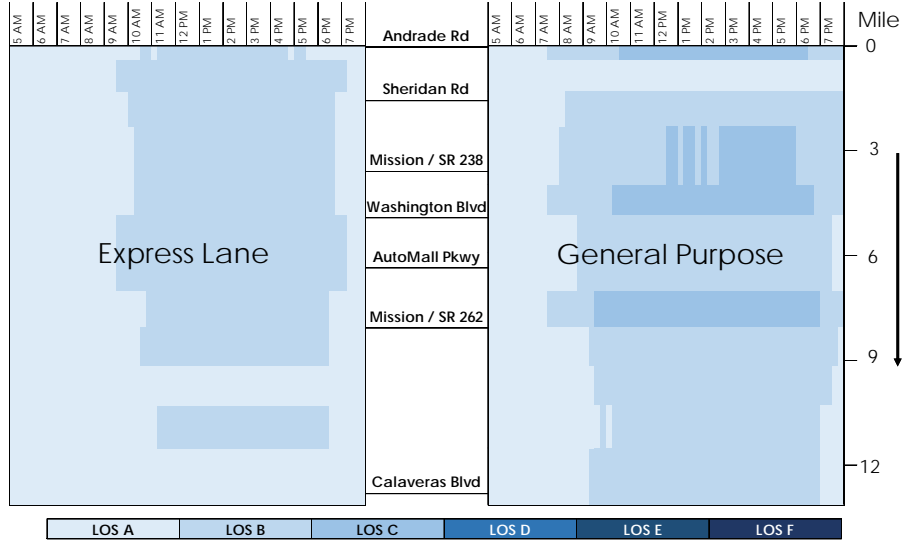 5 AM
6 AM
7 AM
8 AM
9 AM
10 AM
11 AM
12 PM
1 PM
2 PM
3 PM
4 PM
5 PM
6 PM
7 PM
Andrade Rd
Sheridan Rd
Mission / SR 238
Washington Blvd
AutoMall Pkwy
Mission / SR 262
Calaveras Blvd
Express Lane
5 AM
6 AM
7 AM
8 AM
9 AM
10 AM
11 AM
12 PM
1 PM
2 PM
3 PM
4 PM
5 PM
6 PM
7 PM
General Purpose
Mile
0
3
6
9
12
LOS A
LOS B
LOS C
LOS D
LOS E
LOS F